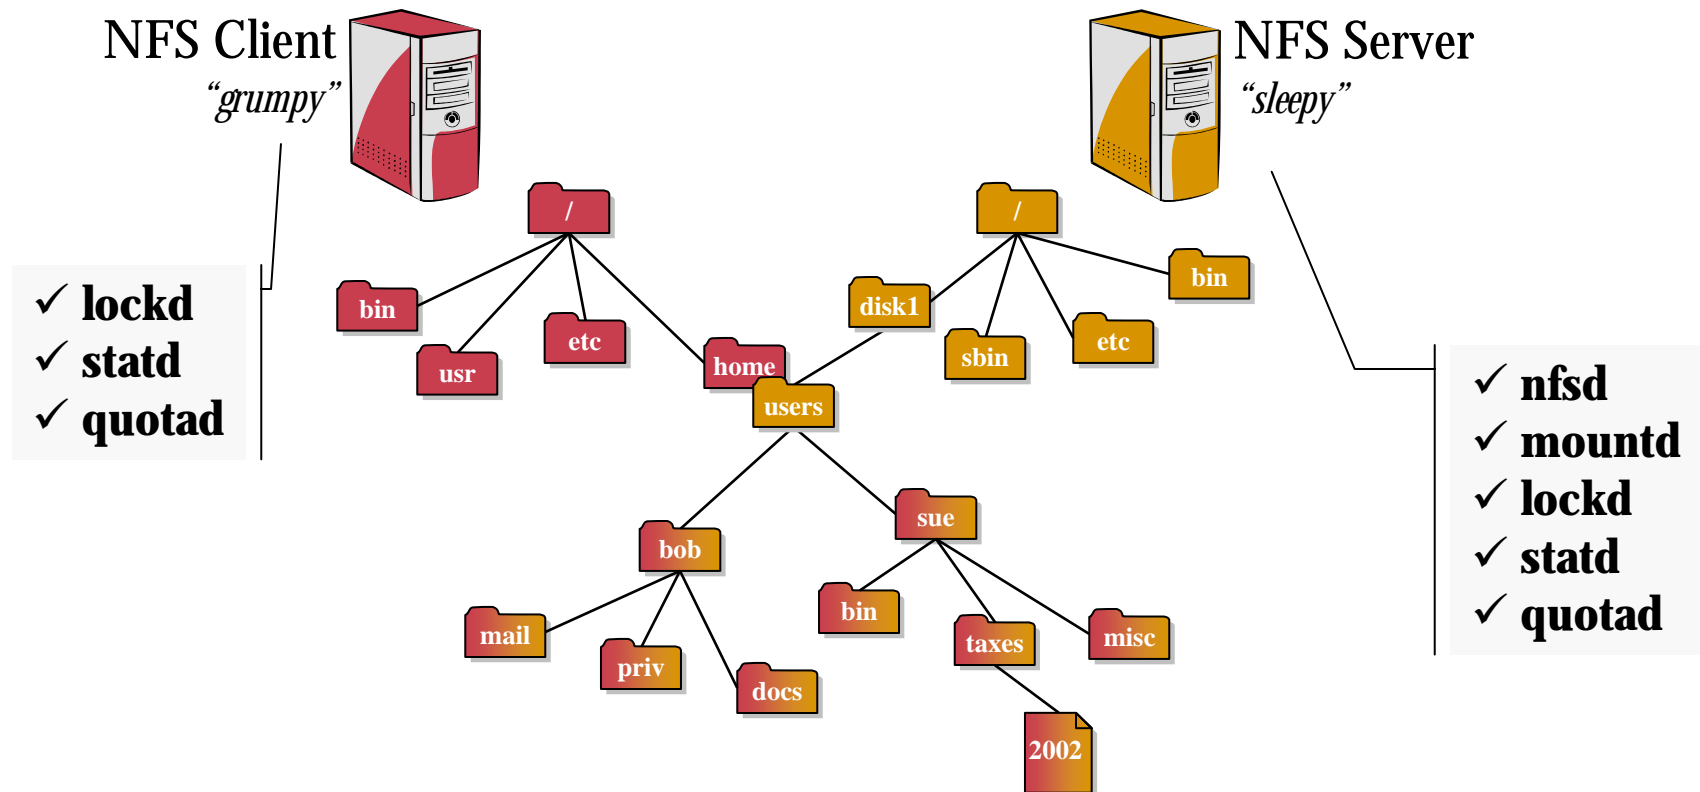 NFS Client
“grumpy”
NFS Server
“sleepy”
/
/
bin
disk1
bin
etc
etc
sbin
home
usr
users
✓ lockd
✓ statd
✓ quotad
✓ nfsd
✓ mountd
✓ lockd
✓ statd
✓ quotad
sue
bob
bin
mail
taxes
misc
priv
docs
2002